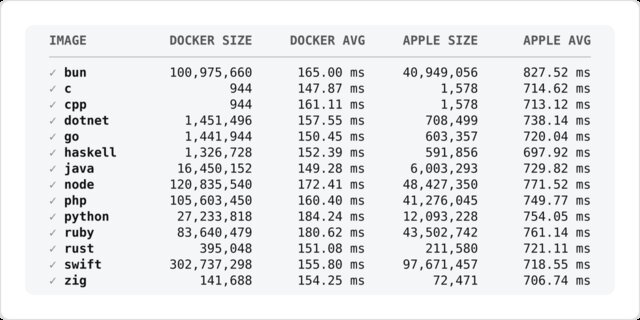 IMAGE DOCKER SIZE DOCKER AVG APPLE SIZE APPLE AVG
✓ bun 100,975,660 165.00 ms 40,949,056 827.52 ms
✓ c 944 147.87 ms 1,578 714.62 ms
✓ cpp 944 161.11 ms 1,578 713.12 ms
✓ dotnet 1,451,496 157.55 ms 708,499 738.14 ms
✓ go 1,441,944 150.45 ms 603,357 720.04 ms
✓ haskell 1,326,728 152.39 ms 591,856 697.92 ms
✓ java 16,450,152 149.28 ms 6,003,293 729.82 ms
✓ node 120,835,540 172.41 ms 48,427,350 771.52 ms
✓ php 105,603,450 160.40 ms 41,276,045 749.77 ms
✓ python 27,233,818 184.24 ms 12,093,228 754.05 ms
✓ ruby 83,640,479 180.62 ms 43,502,742 761.14 ms
✓ rust 395,048 151.08 ms 211,580 721.11 ms
✓ swift 302,737,298 155.80 ms 97,671,457 718.55 ms
✓ zig 141,688 154.25 ms 72,471 706.74 ms